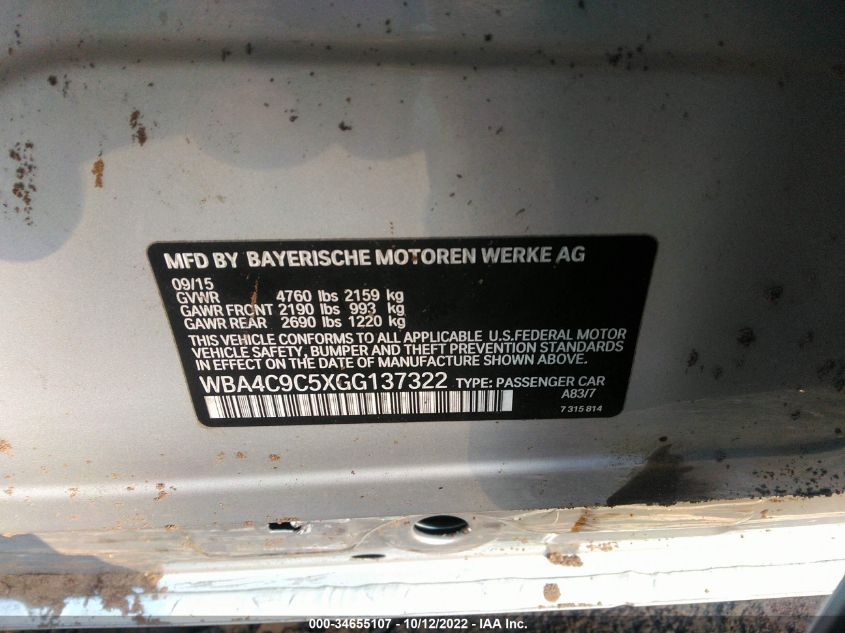 MFD BY BAYERISCHE MOTOREN WERKE AG
09/15
GVWR 4760 lbs 2159 kg
GAWR FRONT 2190 lbs 993 kg
GAWR REAR 2690 lbs 1220 kg
THIS VEHICLE CONFORMS TO ALL APPLICABLE U.S.FEDERAL MOTOR
VEHICLE SAFETY, BUMPER AND THEFT PREVENTION STANDARDS
IN EFFECT ON THE DATE OF MANUFACTURE SHOWN ABOVE.
WBA4C9C5XGG137322 TYPE: PASSENGER CAR
A83/7
7 315 814
000-34655107 - 10/12/2022 - IAA Inc.